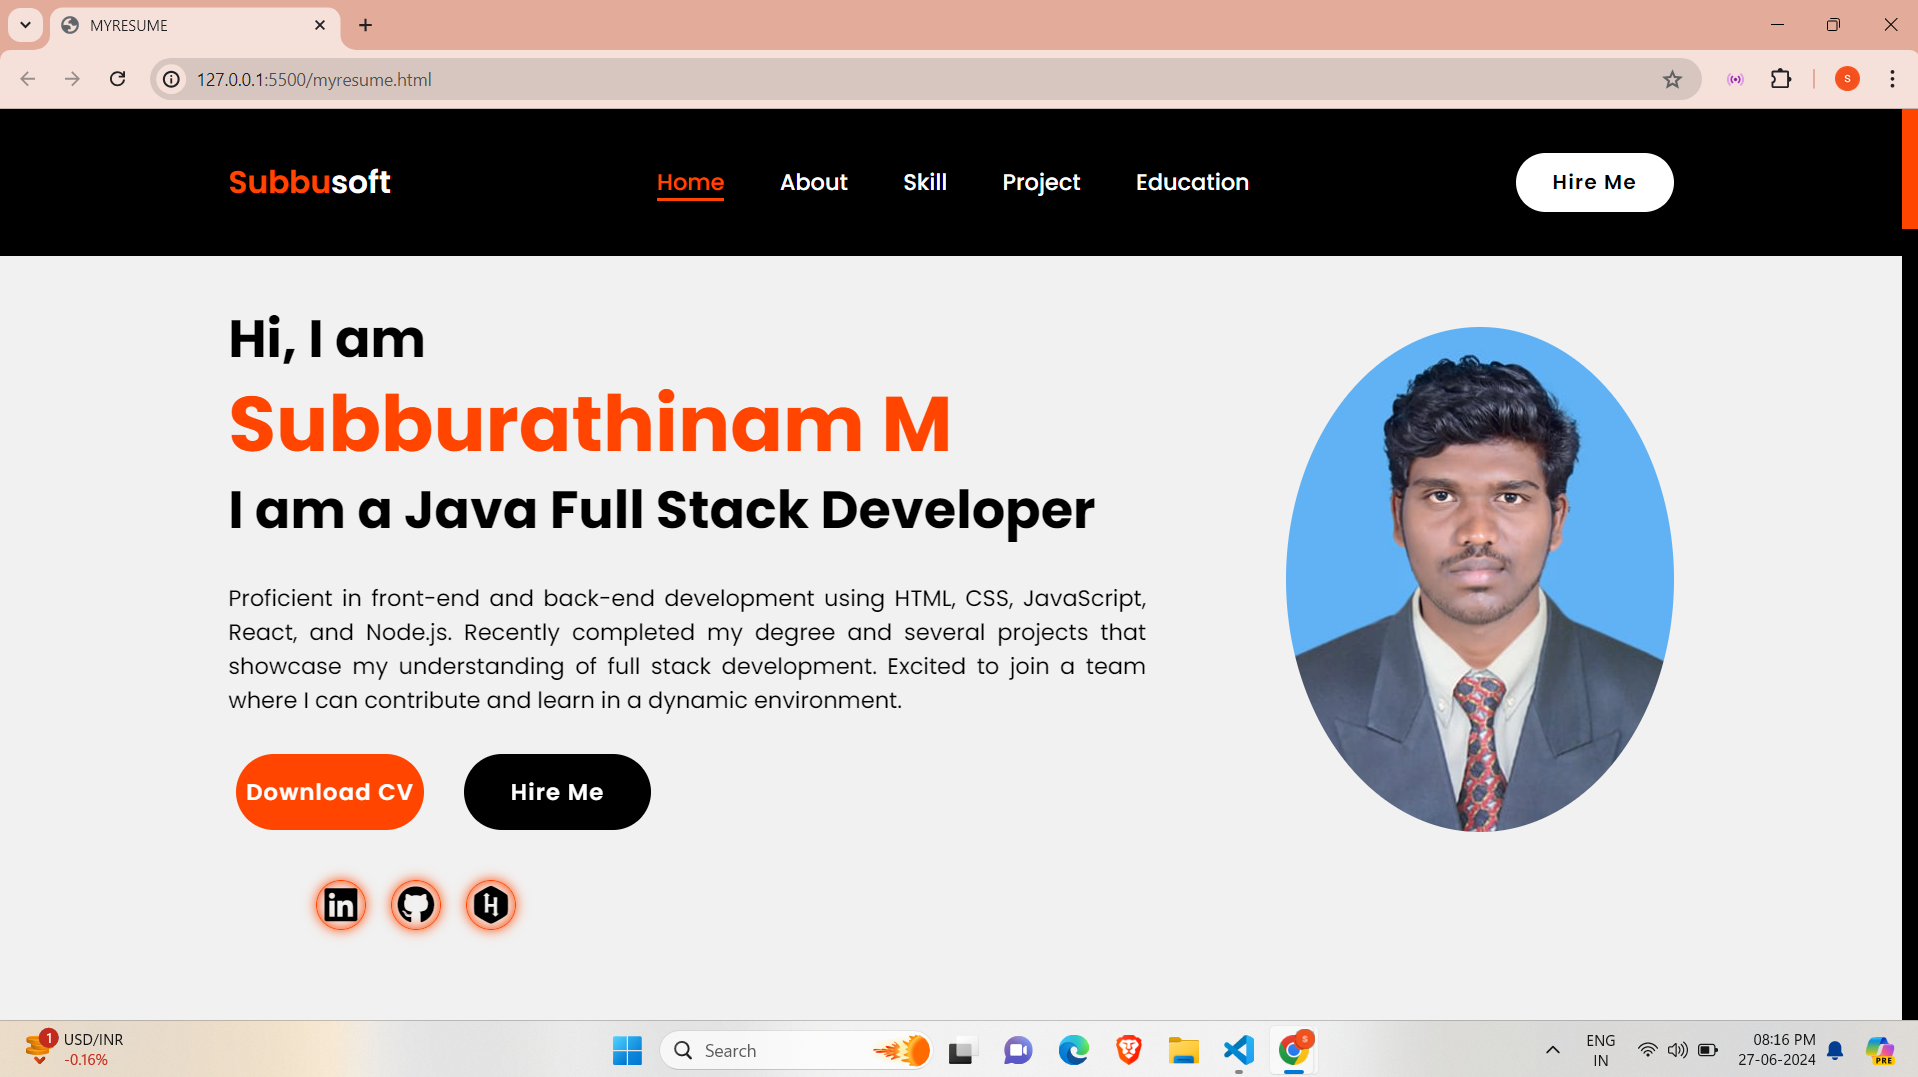 MYRESUME
127.0.0.1:5500/myresume.html
S
Subbusoft
Home About Skill Project Education
Hire Me
Hi, I am
Subburathinam M
I am a Java Full Stack Developer
Proficient in front-end and back-end development using HTML, CSS, JavaScript,
React, and Node.js. Recently completed my degree and several projects that
showcase my understanding of full stack development. Excited to join a team
where I can contribute and learn in a dynamic environment.
Download CV Hire Me
in
H
1
USD/INR
-0.16%
Search
S
ENG
IN
08:16 PM
27-06-2024
PRE